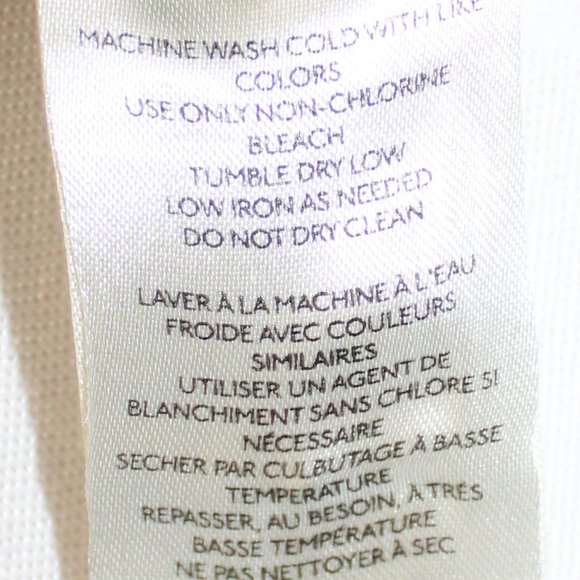 MACHINE WASH COLD WITH LIKE
COLORS
USE ONLY NON-CHLORINE
BLEACH
TUMBLE DRY LOW
LOW IRON AS NEEDED
DO NOT DRY CLEAN
LAVER À LA MACHINE À L'EAU
FROIDE AVEC COULEURS
SIMILAIRES
UTILISER UN AGENT DE
BLANCHIMENT SANS CHLORE SI
NÉCESSAIRE
SECHER PAR CULBUTAGE À BASSE
TEMPERATURE
REPASSER, AU BESOIN, À TRÈS
BASSE TEMPÉRATURE
NE PAS NETTOYER À SEC